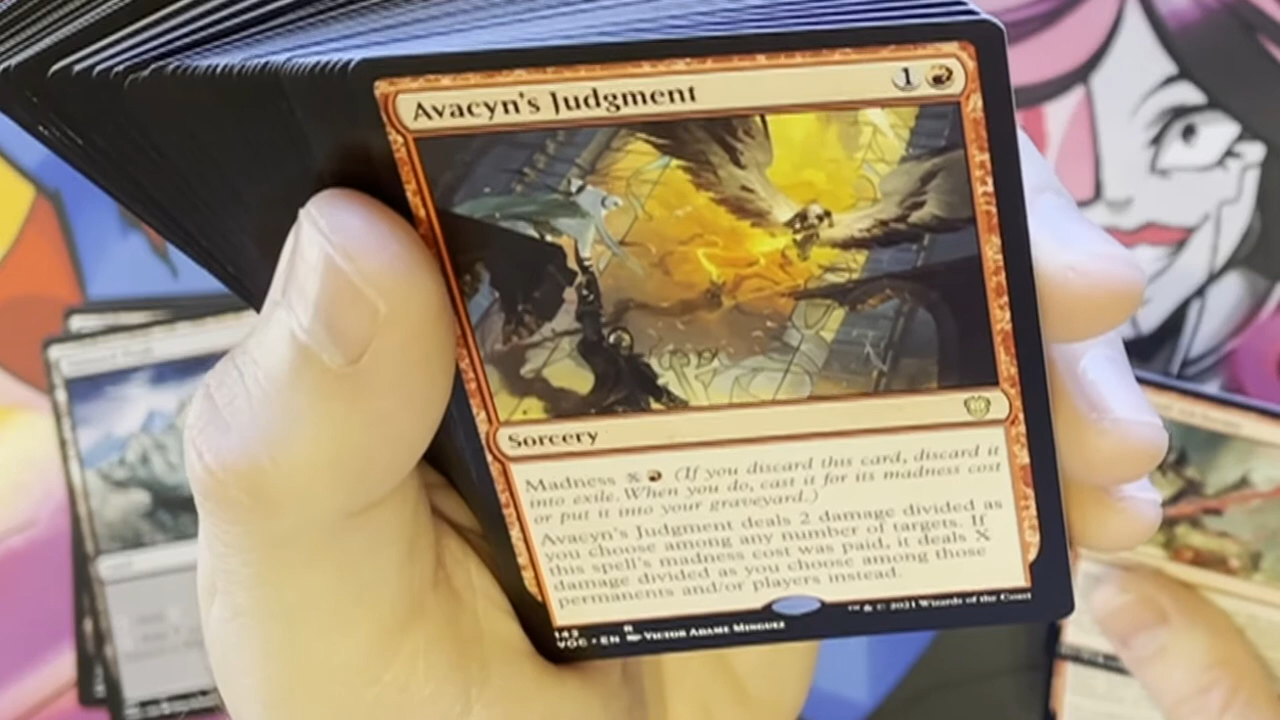 Avacyn's Judgment 1
Sorcery
Madness X (If you discard this card, discard it
into exile. When you do, cast it for its madness cost
or put it into your graveyard.)
Avacyn's Judgment deals 2 damage divided as
you choose among any number of targets. If
this spell's madness cost was paid, it deals X
damage divided as you choose among those
permanents and/or players instead.
143 R
VOC • EN Victor Adame Minguez
™ & © 2021 Wizards of the Coast